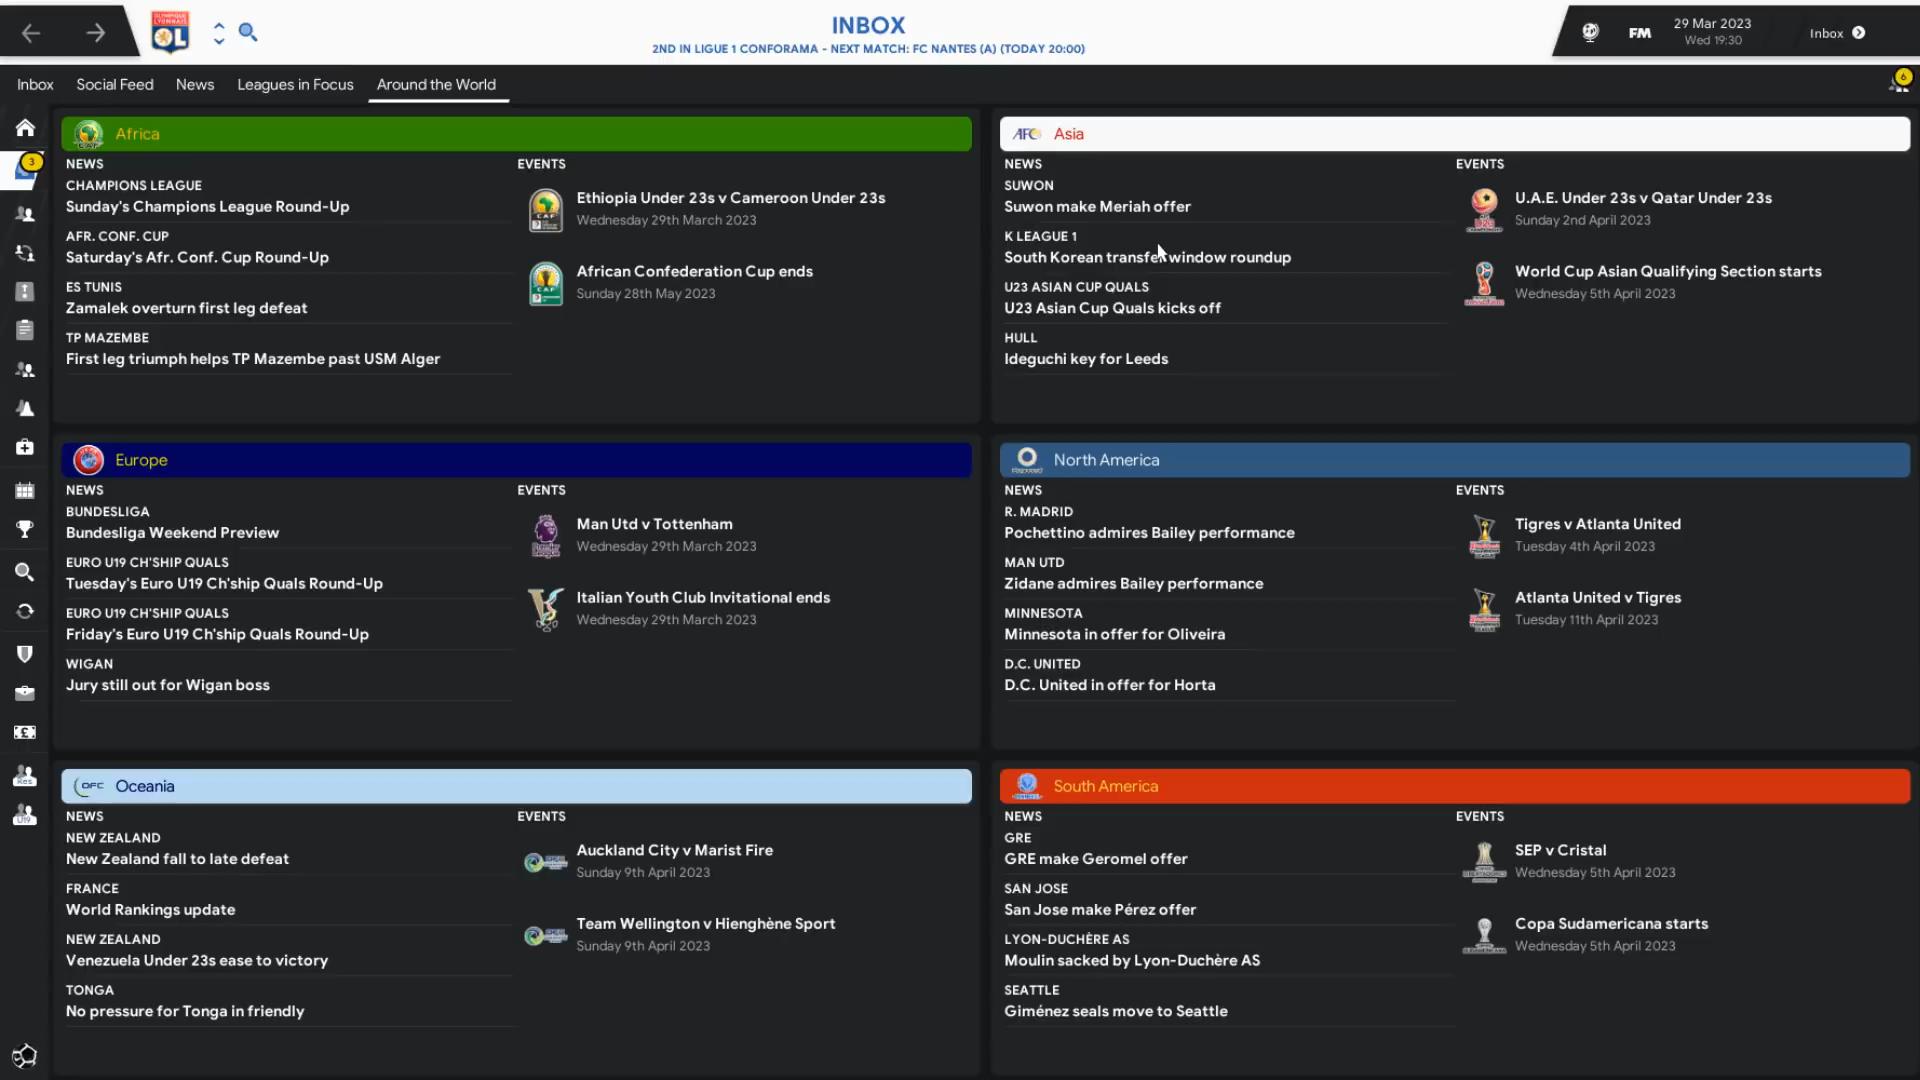 INBOX
2ND IN LIGUE 1 CONFORAMA - NEXT MATCH: FC NANTES (A) (TODAY 20:00)
FM
29 Mar 2023
Wed 19:30
Inbox
Inbox
Social Feed
News
Leagues in Focus
Around the World
6
3
Africa
NEWS
CHAMPIONS LEAGUE
Sunday's Champions League Round-Up
AFR. CONF. CUP
Saturday's Afr. Conf. Cup Round-Up
ES TUNIS
Zamalek overturn first leg defeat
TP MAZEMBE
First leg triumph helps TP Mazembe past USM Alger
EVENTS
Ethiopia Under 23s v Cameroon Under 23s
Wednesday 29th March 2023
African Confederation Cup ends
Sunday 28th May 2023
AFC
Asia
NEWS
SUWON
Suwon make Meriah offer
K LEAGUE 1
South Korean transfer window roundup
U23 ASIAN CUP QUALS
U23 Asian Cup Quals kicks off
HULL
Ideguchi key for Leeds
EVENTS
U.A.E. Under 23s v Qatar Under 23s
Sunday 2nd April 2023
World Cup Asian Qualifying Section starts
Wednesday 5th April 2023
Europe
NEWS
BUNDESLIGA
Bundesliga Weekend Preview
EURO U19 CH'SHIP QUALS
Tuesday's Euro U19 Ch'ship Quals Round-Up
EURO U19 CH'SHIP QUALS
Friday's Euro U19 Ch'ship Quals Round-Up
WIGAN
Jury still out for Wigan boss
EVENTS
Man Utd v Tottenham
Wednesday 29th March 2023
Italian Youth Club Invitational ends
Wednesday 29th March 2023
North America
NEWS
R. MADRID
Pochettino admires Bailey performance
MAN UTD
Zidane admires Bailey performance
MINNESOTA
Minnesota in offer for Oliveira
D.C. UNITED
D.C. United in offer for Horta
EVENTS
Tigres v Atlanta United
Tuesday 4th April 2023
Atlanta United v Tigres
Tuesday 11th April 2023
OFC
Oceania
NEWS
NEW ZEALAND
New Zealand fall to late defeat
FRANCE
World Rankings update
NEW ZEALAND
Venezuela Under 23s ease to victory
TONGA
No pressure for Tonga in friendly
EVENTS
Auckland City v Marist Fire
Sunday 9th April 2023
Team Wellington v Hienghène Sport
Sunday 9th April 2023
South America
NEWS
GRE
GRE make Geromel offer
SAN JOSE
San Jose make Pérez offer
LYON-DUCHÈRE AS
Moulin sacked by Lyon-Duchère AS
SEATTLE
Giménez seals move to Seattle
EVENTS
SEP v Cristal
Wednesday 5th April 2023
Copa Sudamericana starts
Wednesday 5th April 2023